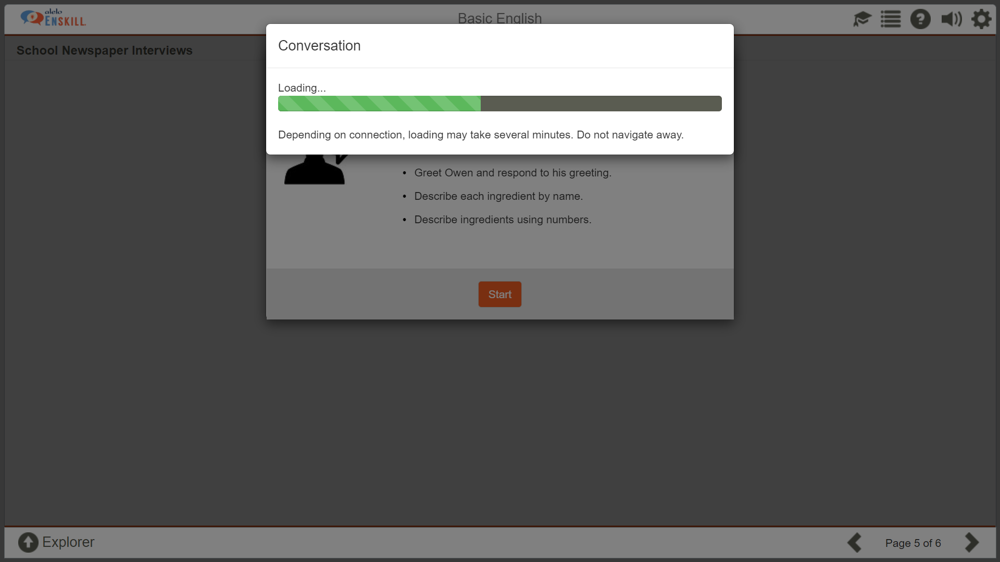 alelo
ENSKILL
Basic English
School Newspaper Interviews
Conversation
Loading...
Depending on connection, loading may take several minutes. Do not navigate away.
• Greet Owen and respond to his greeting.
• Describe each ingredient by name.
• Describe ingredients using numbers.
Start
Explorer
Page 5 of 6